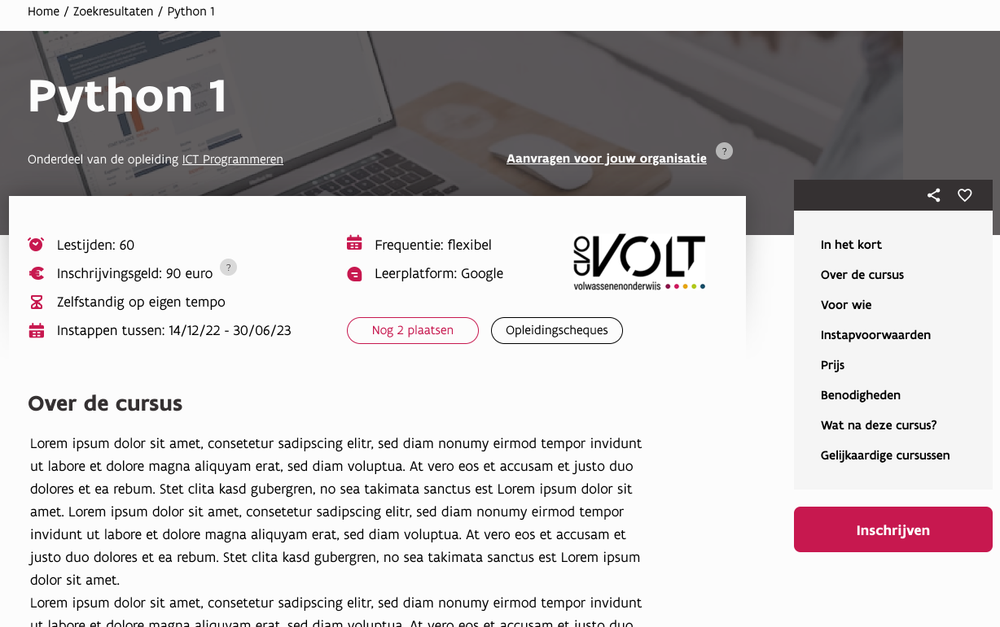 Home / Zoekresultaten / Python 1
Python 1
Onderdeel van de opleiding ICT Programmeren
Aanvragen voor jouw organisatie ?
Lestijden: 60
Inschrijvingsgeld: 90 euro ?
Zelfstandig op eigen tempo
Instappen tussen: 14/12/22 - 30/06/23
Frequentie: flexibel
Leerplatform: Google
cvo VOLT
volwassenenonderwijs
Nog 2 plaatsen
Opleidingscheques
In het kort
Over de cursus
Voor wie
Instapvoorwaarden
Prijs
Benodigheden
Wat na deze cursus?
Gelijkaardige cursussen
Inschrijven
Over de cursus
Lorem ipsum dolor sit amet, consetetur sadipscing elitr, sed diam nonumy eirmod tempor invidunt
ut labore et dolore magna aliquyam erat, sed diam voluptua. At vero eos et accusam et justo duo
dolores et ea rebum. Stet clita kasd gubergren, no sea takimata sanctus est Lorem ipsum dolor sit
amet. Lorem ipsum dolor sit amet, consetetur sadipscing elitr, sed diam nonumy eirmod tempor
invidunt ut labore et dolore magna aliquyam erat, sed diam voluptua. At vero eos et accusam et
justo duo dolores et ea rebum. Stet clita kasd gubergren, no sea takimata sanctus est Lorem ipsum
dolor sit amet.
Lorem ipsum dolor sit amet, consetetur sadipscing elitr, sed diam nonumy eirmod tempor invidunt
ut labore et dolore magna aliquyam erat, sed diam voluptua. At vero eos et accusam et justo duo